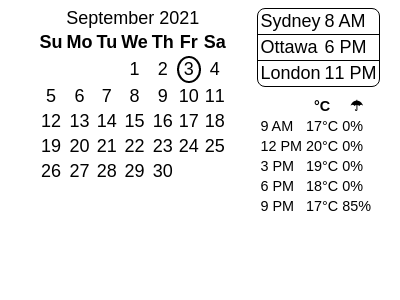 September 2021
Su Mo Tu We Th Fr Sa
1 2 3 4
5 6 7 8 9 10 11
12 13 14 15 16 17 18
19 20 21 22 23 24 25
26 27 28 29 30
Sydney 8 AM
Ottawa 6 PM
London 11 PM
°C ☂
9 AM 17°C 0%
12 PM 20°C 0%
3 PM 19°C 0%
6 PM 18°C 0%
9 PM 17°C 85%